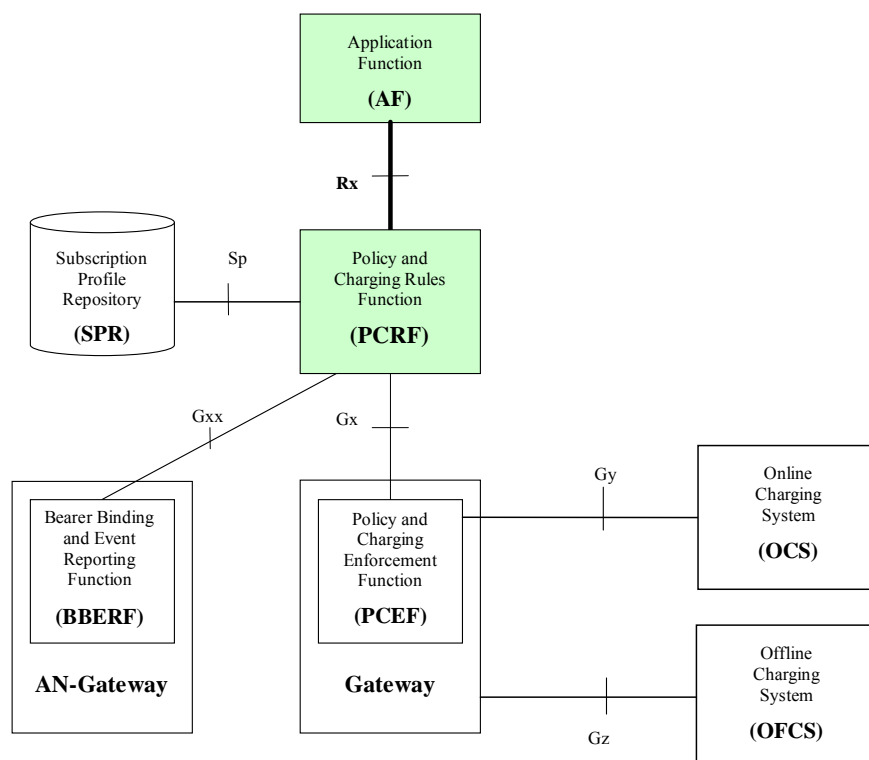 Application
Function
(AF)
Rx
Subscription
Profile
Repository
(SPR)
Sp
Policy and
Charging Rules
Function
(PCRF)
Gxx
Gx
Bearer Binding
and Event
Reporting
Function
(BBERF)
AN-Gateway
Policy and
Charging
Enforcement
Function
(PCEF)
Gateway
Gy
Online
Charging
System
(OCS)
Gz
Offline
Charging
System
(OFCS)